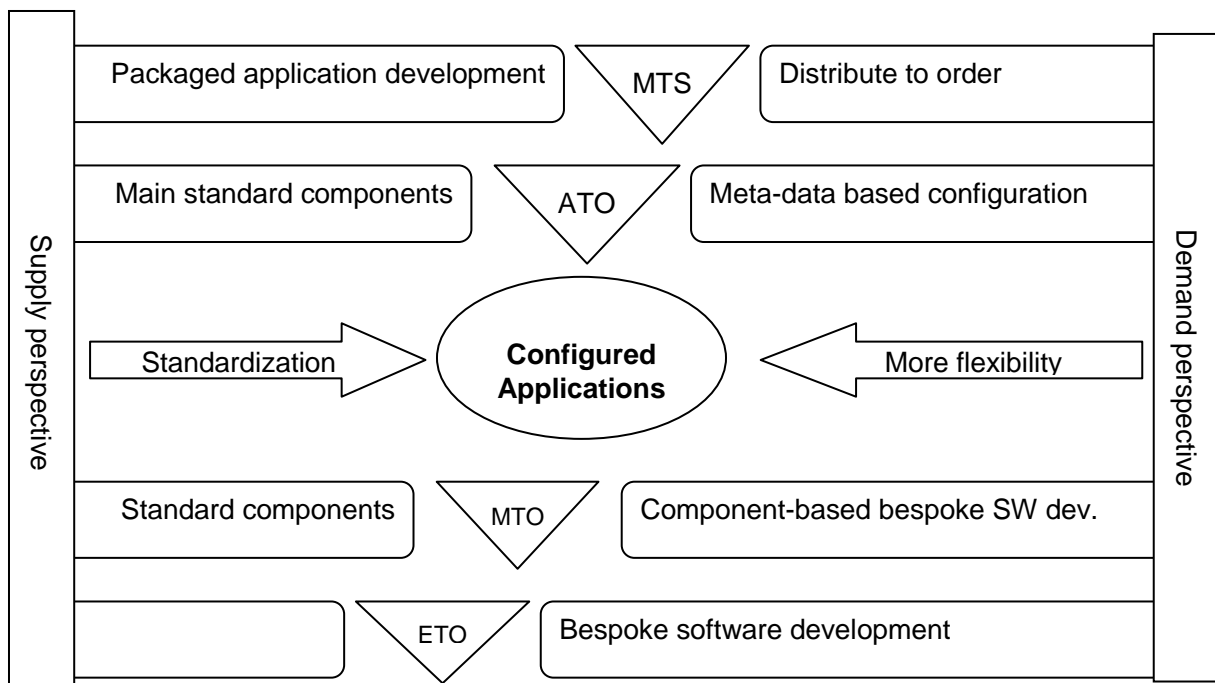 Supply perspective
Packaged application development
MTS
Distribute to order
Main standard components
ATO
Meta-data based configuration
Standardization
Configured
Applications
More flexibility
Standard components
MTO
Component-based bespoke SW dev.
ETO
Bespoke software development
Demand perspective